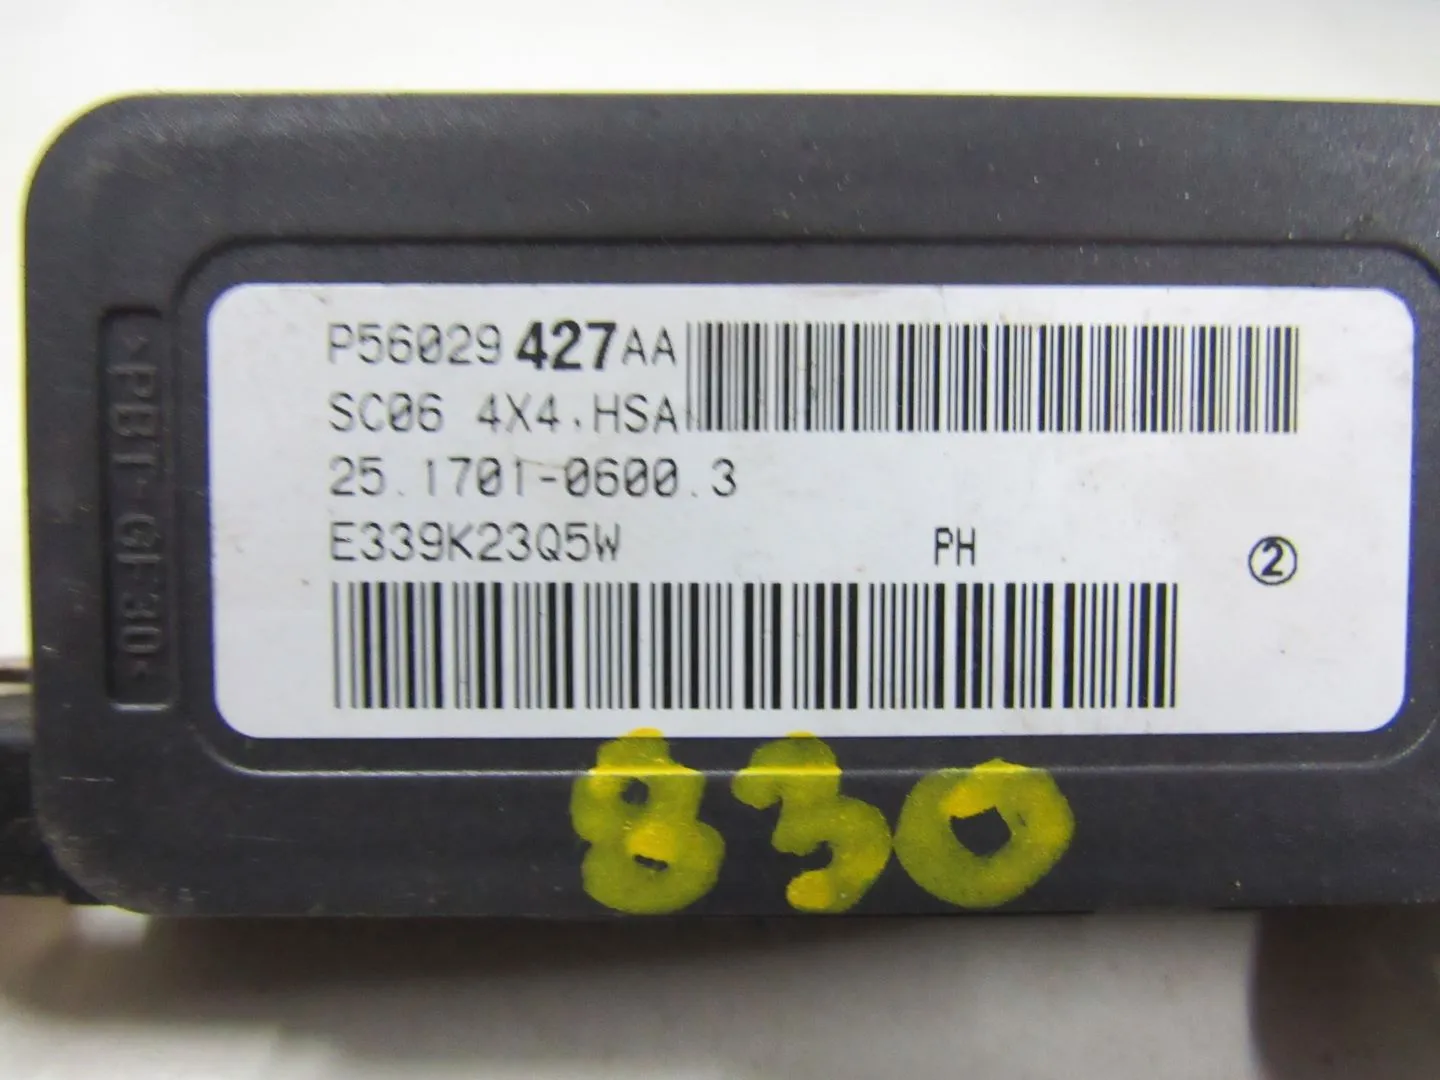 P56029427AA
SC06 4X4.HSA
25.1701-0600.3
E339K23Q5W PH ②
>PBT-GF30<
830